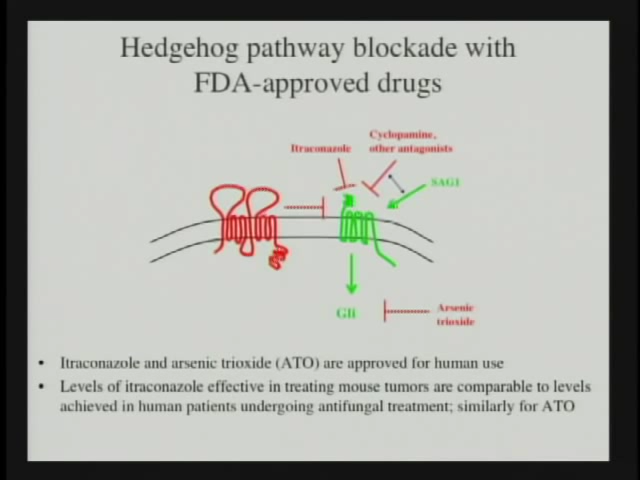 Hedgehog pathway blockade with
FDA-approved drugs
Cyclopamine,
Itraconazole other antagonists
SAG1
Gli
Arsenic
trioxide
• Itraconazole and arsenic trioxide (ATO) are approved for human use
• Levels of itraconazole effective in treating mouse tumors are comparable to levels
achieved in human patients undergoing antifungal treatment; similarly for ATO